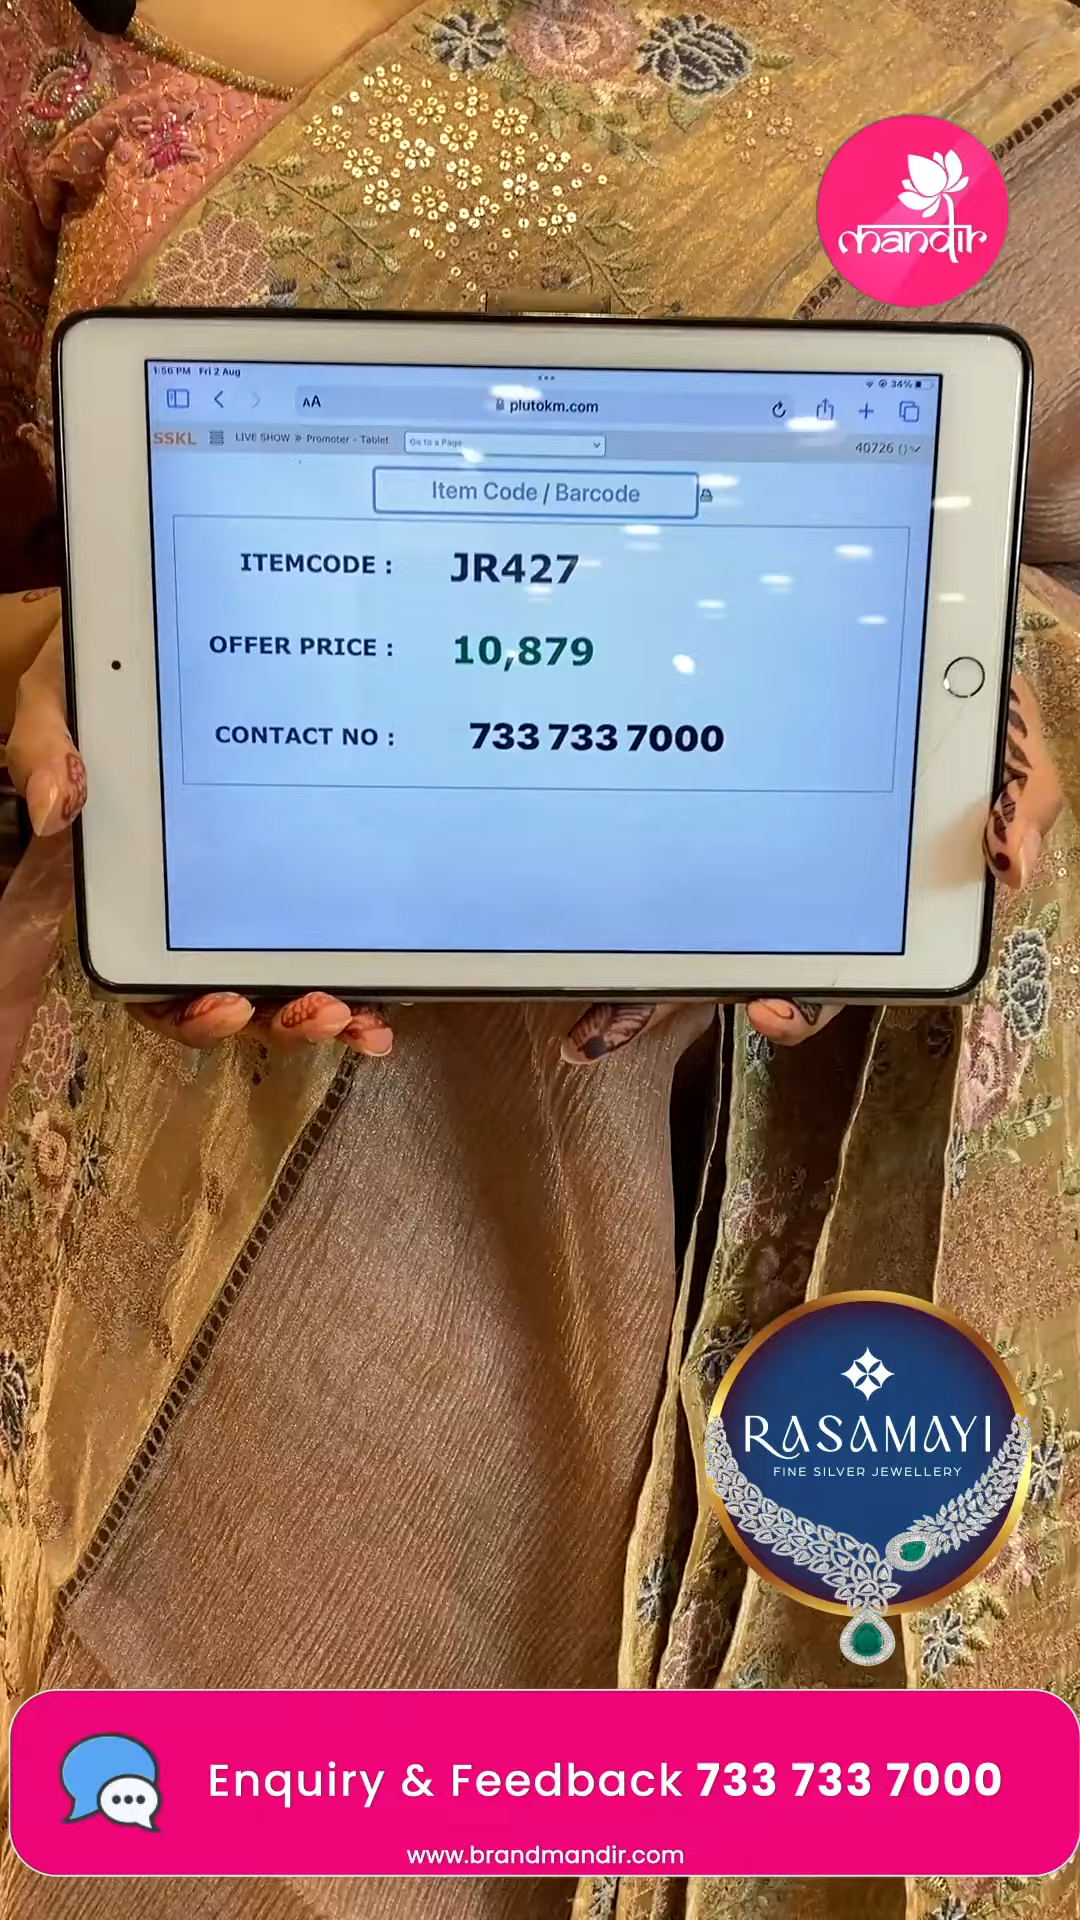 mandir
1:56 PM Fri 2 Aug
34%
AA
plutokm.com
SSKL LIVE SHOW » Promoter - Tablet Go to a Page 40726 ()
Item Code / Barcode
ITEMCODE : JR427
OFFER PRICE : 10,879
CONTACT NO : 733 733 7000
RASAMAYI
FINE SILVER JEWELLERY
Enquiry & Feedback 733 733 7000
www.brandmandir.com